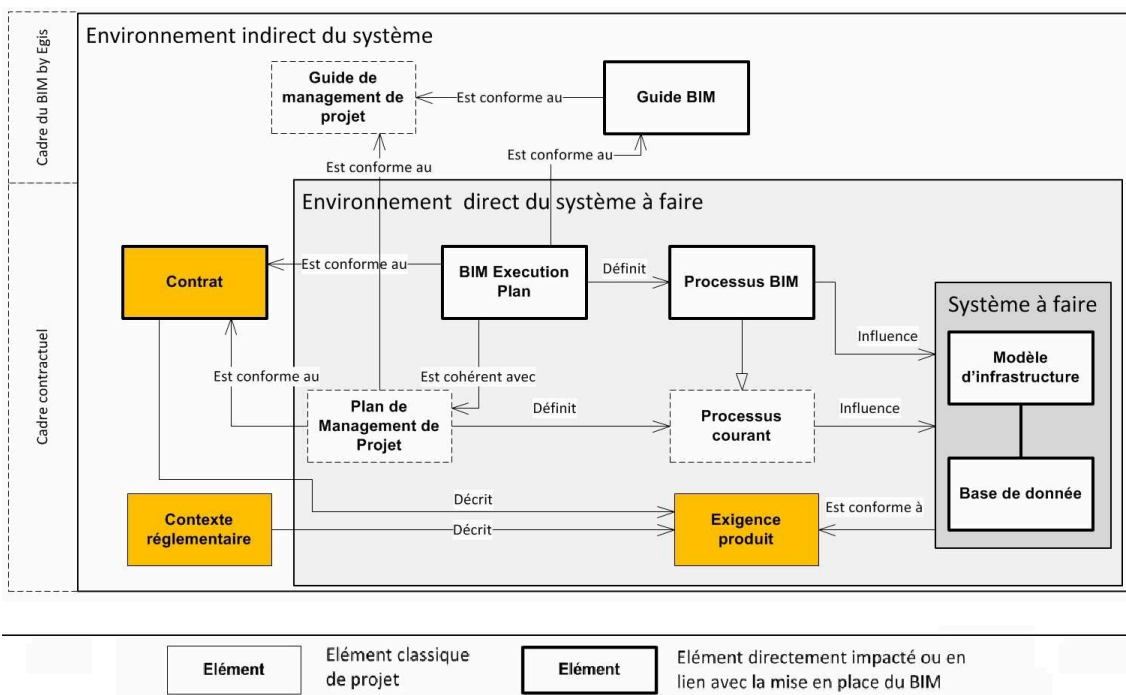 Cadre du BIM by Egis
Environnement indirect du système
Guide de
management de
projet
Est conforme au
Guide BIM
Est conforme au
Est conforme au
Cadre contractuel
Environnement direct du système à faire
Contrat
Est conforme au
BIM Execution
Plan
Définit
Processus BIM
Système à faire
Influence
Modèle
d'infrastructure
Est conforme au
Est cohérent avec
Plan de
Management de
Projet
Définit
Processus
courant
Influence
Base de donnée
Décrit
Est conforme à
Contexte
réglementaire
Décrit
Exigence
produit
Elément
Elément classique
de projet
Elément
Elément directement impacté ou en
lien avec la mise en place du BIM